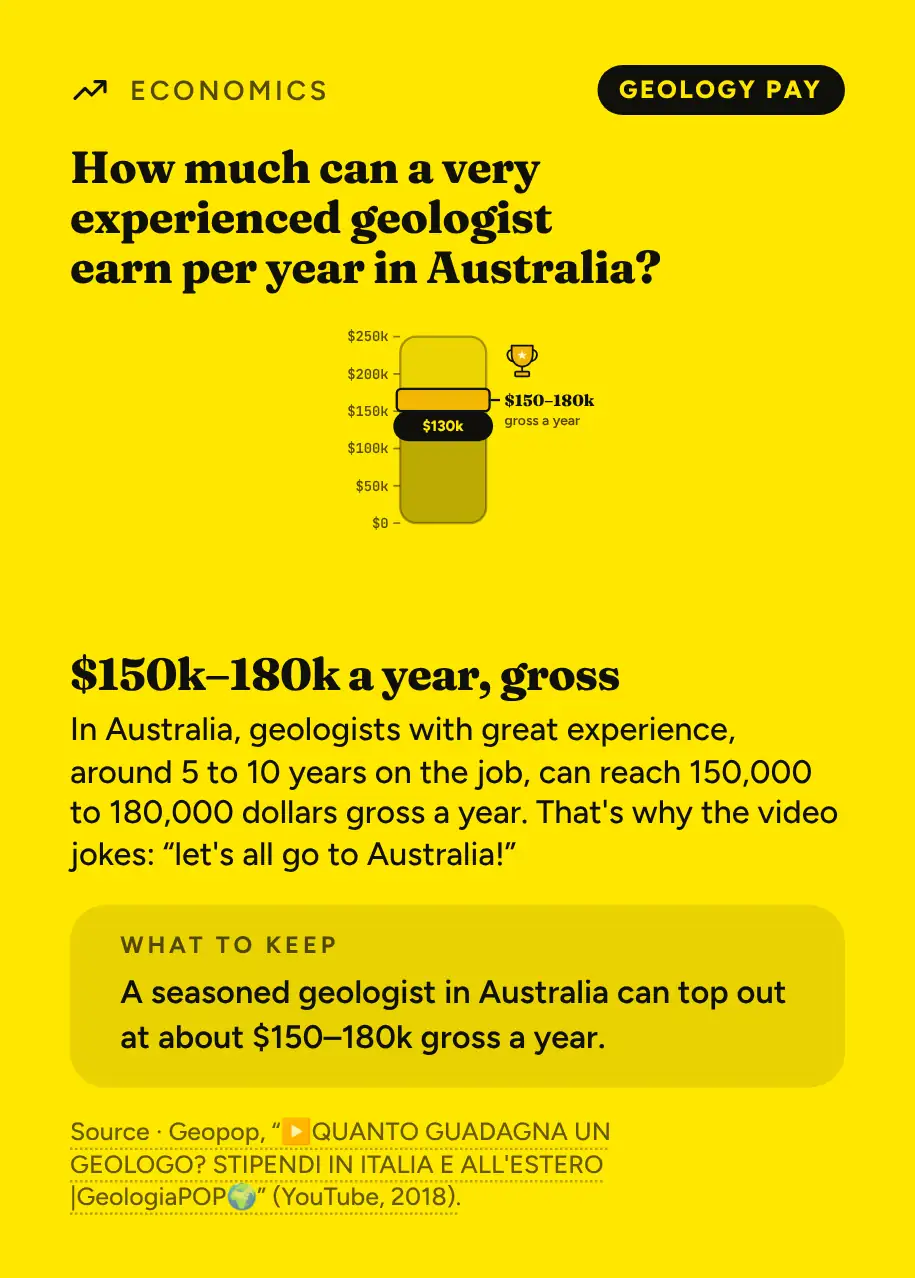 ECONOMICS
GEOLOGY PAY
How much can a very
experienced geologist
earn per year in Australia?
$250k
$200k
$150k
$100k
$50k
$0
$130k
$150–180k
gross a year
$150k–180k a year, gross
In Australia, geologists with great experience,
around 5 to 10 years on the job, can reach 150,000
to 180,000 dollars gross a year. That's why the video
jokes: “let's all go to Australia!”
WHAT TO KEEP
A seasoned geologist in Australia can top out
at about $150–180k gross a year.
Source · Geopop, “▶️QUANTO GUADAGNA UN
GEOLOGO? STIPENDI IN ITALIA E ALL'ESTERO
|GeologiaPOP🌍” (YouTube, 2018).